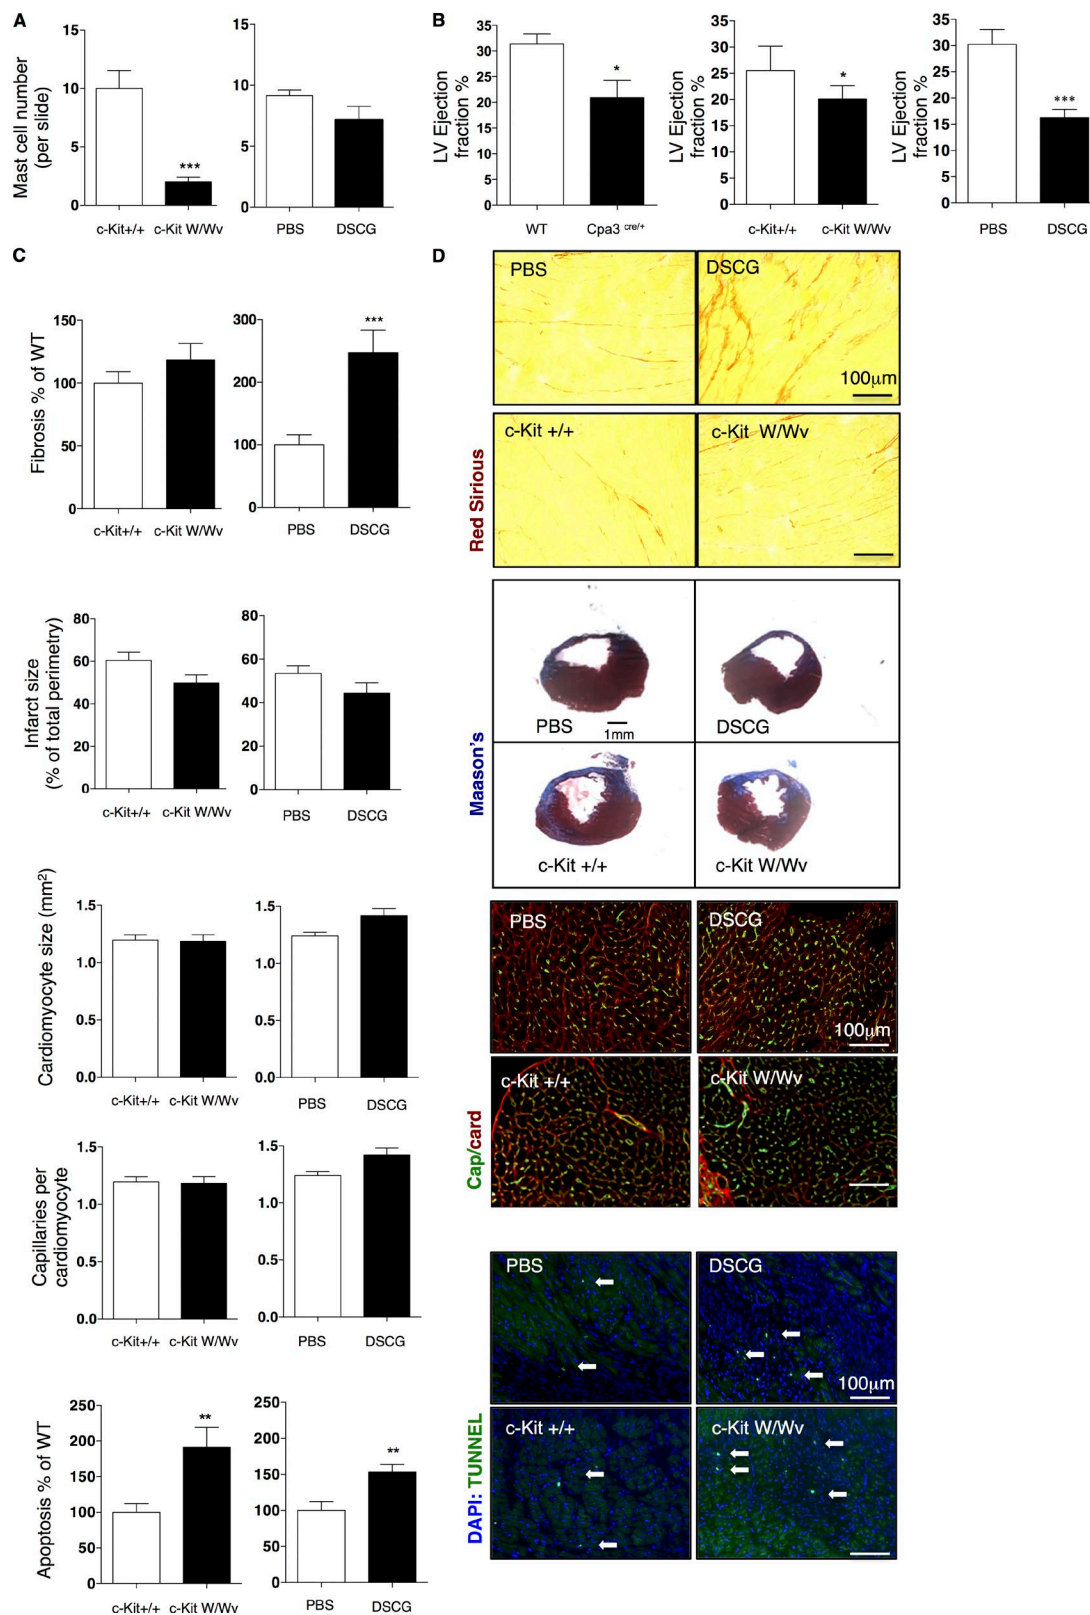 A
Mast cell number
(per slide)
15
10
5
0
c-Kit+/+ c-Kit W/Wv
***
15
10
5
0
PBS DSCG
B
LV Ejection
fraction %
35
30
25
20
15
10
5
0
*
WT Cpa3 cre/+
LV Ejection
fraction %
35
30
25
20
15
10
5
0
*
c-Kit+/+ c-Kit W/Wv
LV Ejection
fraction %
35
30
25
20
15
10
5
0
***
PBS DSCG
C
Fibrosis % of WT
150
100
50
0
c-Kit+/+ c-Kit W/Wv
300
200
100
0
***
PBS DSCG
Infarct size
(% of total perimetry)
80
60
40
20
0
c-Kit+/+ c-Kit W/Wv
80
60
40
20
0
PBS DSCG
Cardiomyocyte size (mm²)
1.5
1.0
0.5
0.0
c-Kit+/+ c-Kit W/Wv
1.5
1.0
0.5
0.0
PBS DSCG
Capillaries per
cardiomyocyte
1.5
1.0
0.5
0.0
c-Kit+/+ c-Kit W/Wv
1.5
1.0
0.5
0.0
PBS DSCG
Apoptosis % of WT
250
200
150
100
50
0
**
c-Kit+/+ c-Kit W/Wv
250
200
150
100
50
0
**
PBS DSCG
D
Red Sirious
PBS
DSCG
100µm
c-Kit +/+
c-Kit W/Wv
Maason's
PBS
1mm
DSCG
c-Kit +/+
c-Kit W/Wv
Cap/card
PBS
DSCG
100µm
c-Kit +/+
c-Kit W/Wv
DAPI: TUNNEL
PBS
DSCG
100µm
c-Kit +/+
c-Kit W/Wv